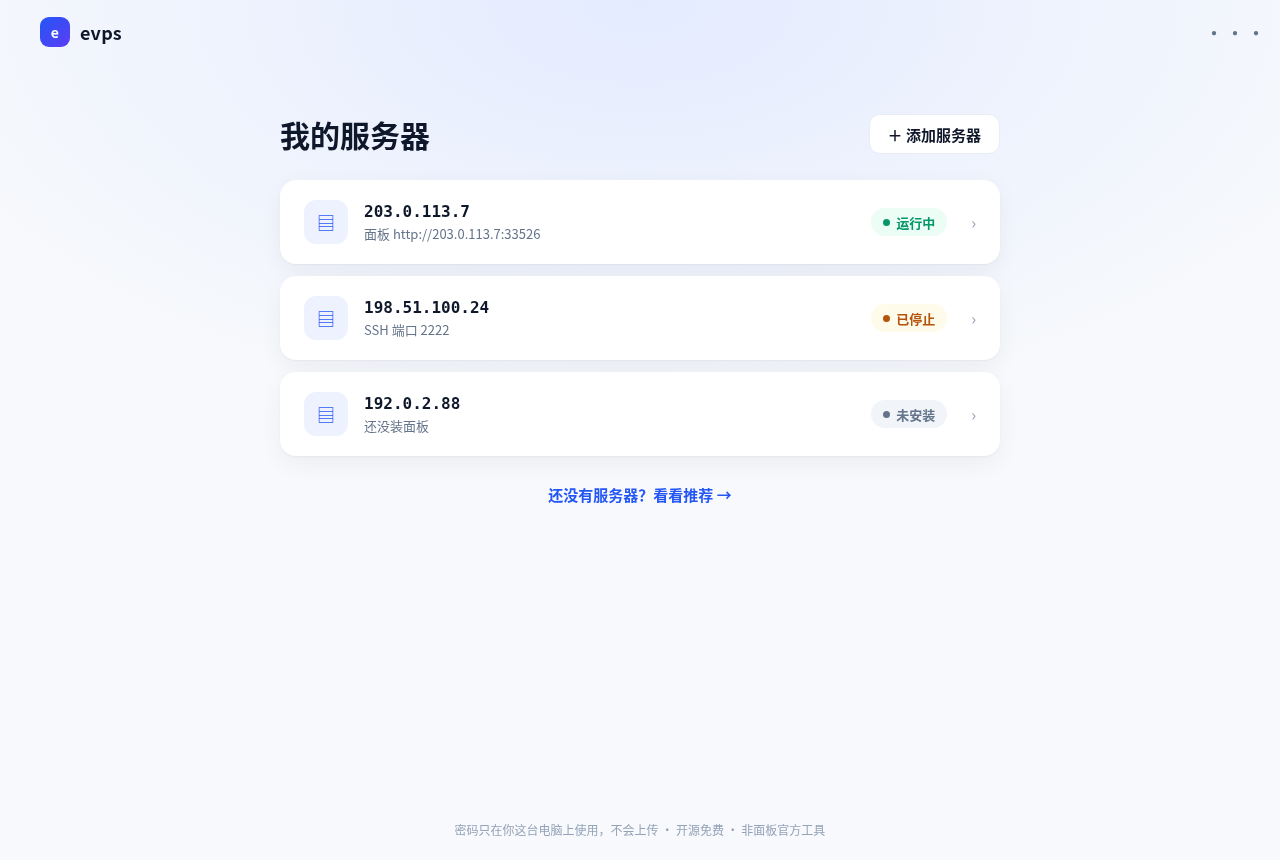 e evps
我的服务器
+ 添加服务器
203.0.113.7
面板 http://203.0.113.7:33526
运行中
198.51.100.24
SSH 端口 2222
已停止
192.0.2.88
还没装面板
未安装
还没有服务器？看看推荐 →
密码只在你这台电脑上使用，不会上传 · 开源免费 · 非面板官方工具